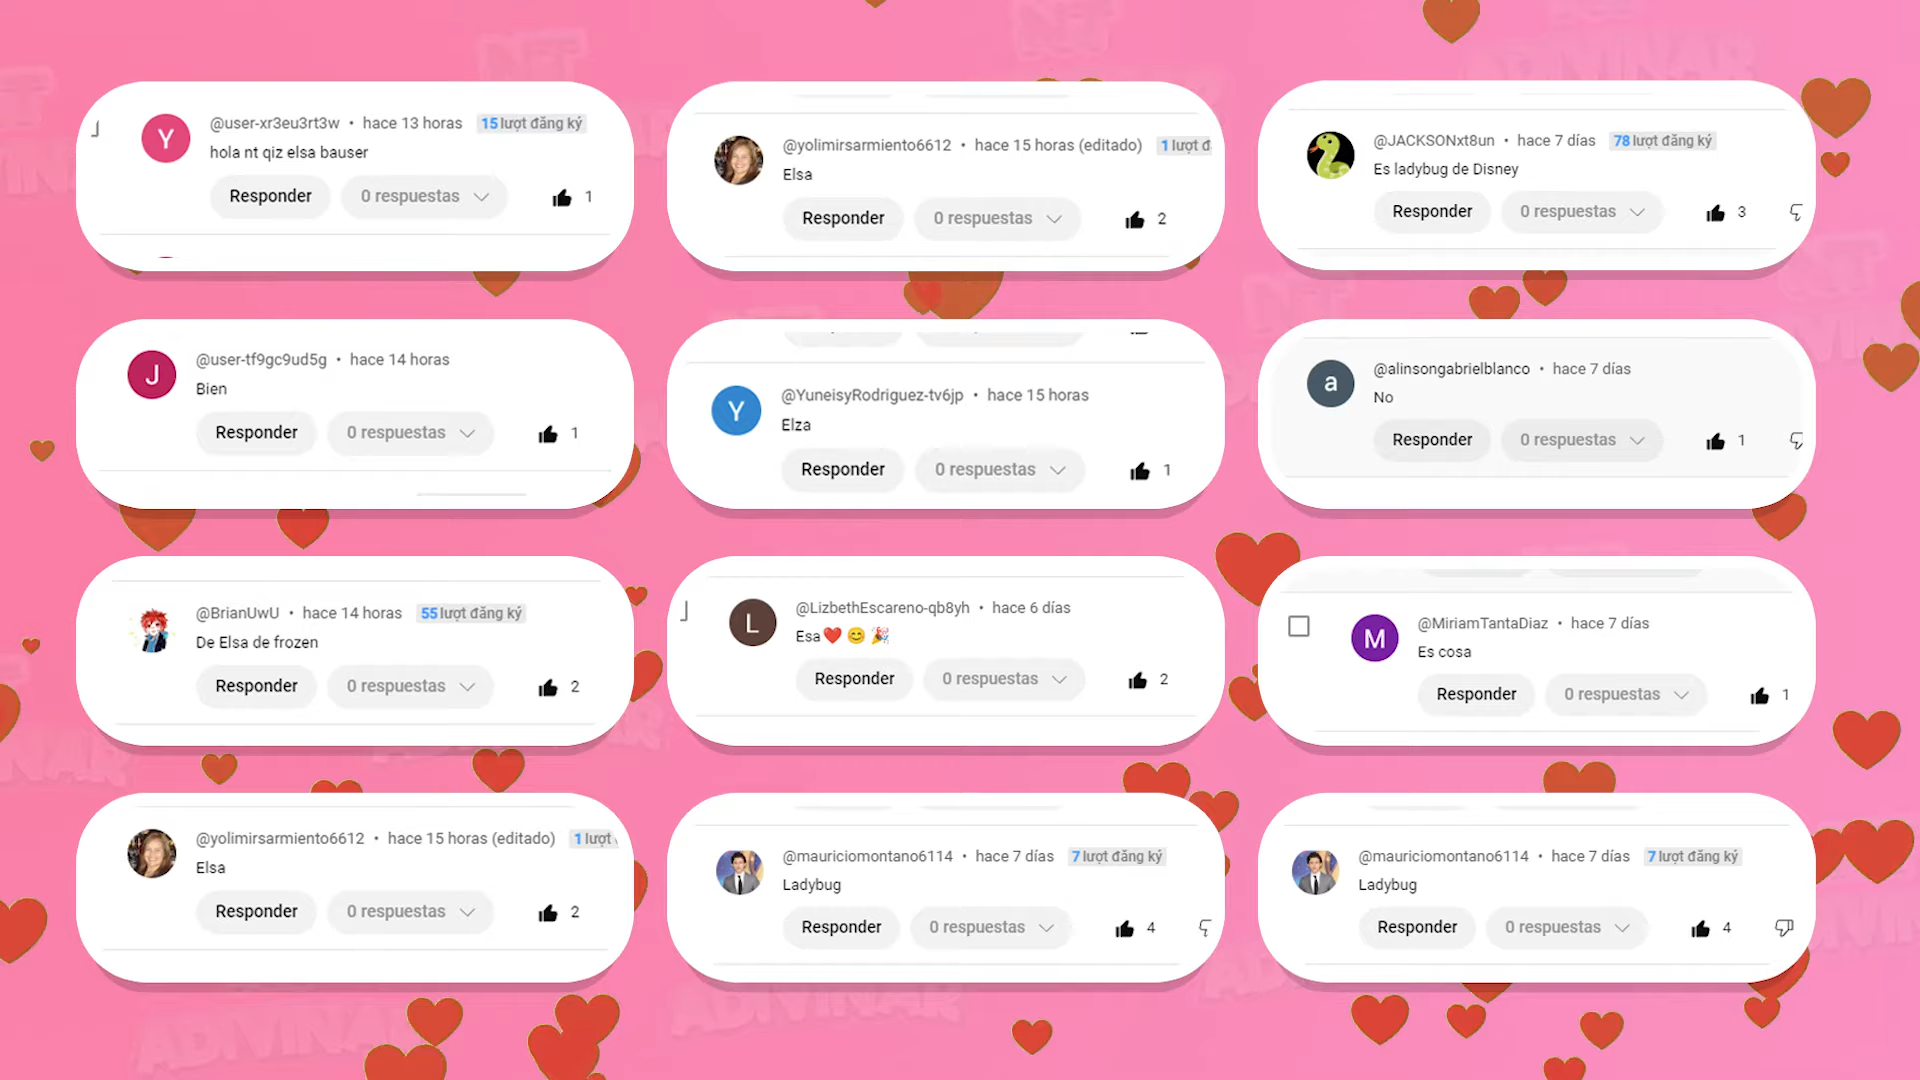 @user-xr3eu3rt3w • hace 13 horas 15 lượt đăng ký
hola nt qiz elsa bauser
Responder 0 respuestas 1
@yolimirsarmiento6612 • hace 15 horas (editado) 1 lượt
Elsa
Responder 0 respuestas 2
@JACKSONxt8un • hace 7 días 78 lượt đăng ký
Es ladybug de Disney
Responder 0 respuestas 3
@user-tf9gc9ud5g • hace 14 horas
Bien
Responder 0 respuestas 1
@YuneisyRodriguez-tv6jp • hace 15 horas
Elza
Responder 0 respuestas 1
@alinsongabrielblanco • hace 7 días
No
Responder 0 respuestas 1
@BrianUwU • hace 14 horas 55 lượt đăng ký
De Elsa de frozen
Responder 0 respuestas 2
@LizbethEscareno-qb8yh • hace 6 días
Esa❤️ 😊 🎉
Responder 0 respuestas 2
@MiriamTantaDiaz • hace 7 días
Es cosa
Responder 0 respuestas 1
@yolimirsarmiento6612 • hace 15 horas (editado) 1 lượt
Elsa
Responder 0 respuestas 2
@mauriciomontano6114 • hace 7 días 7 lượt đăng ký
Ladybug
Responder 0 respuestas 4
@mauriciomontano6114 • hace 7 días 7 lượt đăng ký
Ladybug
Responder 0 respuestas 4